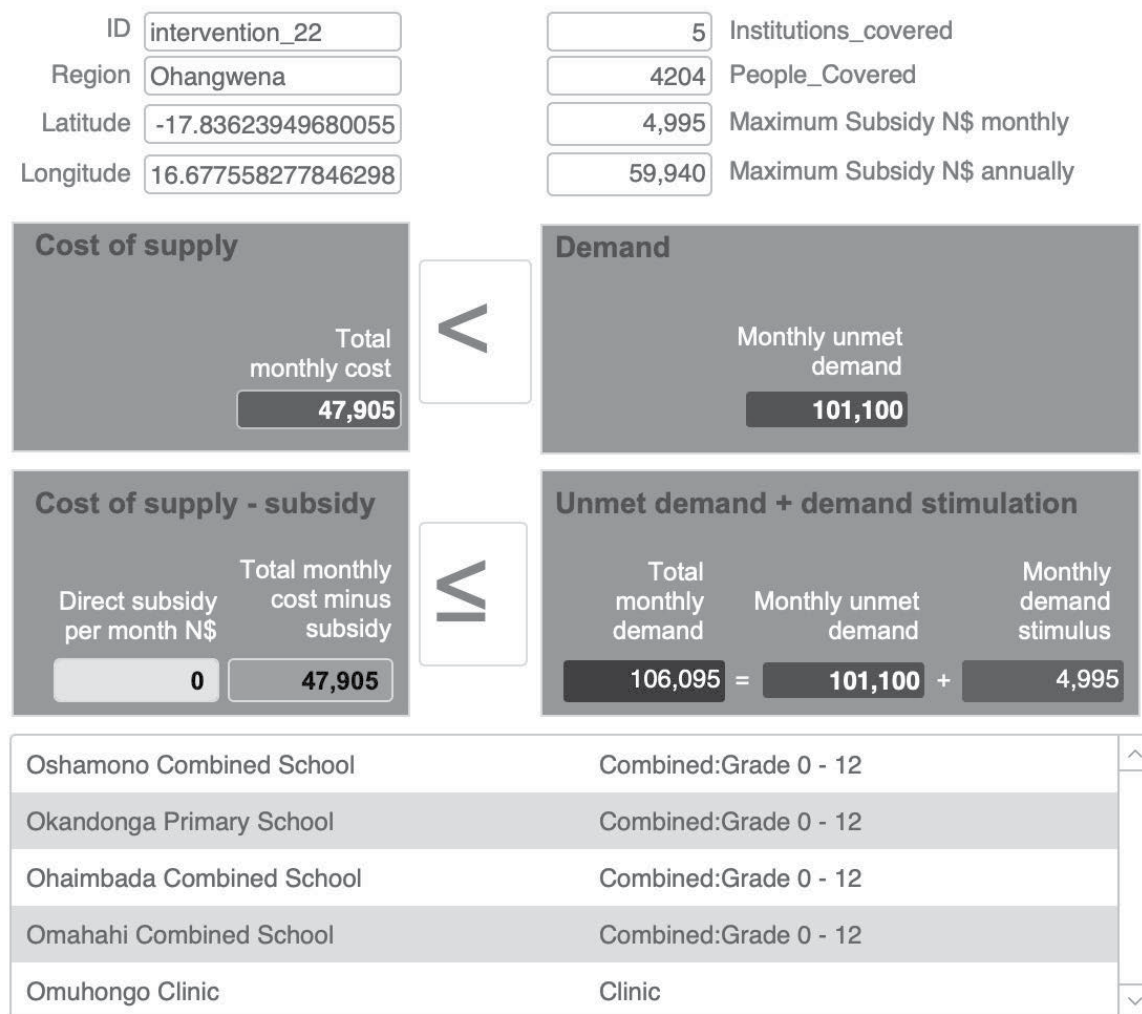 ID intervention_22
5 Institutions_covered
Region Ohangwena
4204 People_Covered
Latitude -17.83623949680055
4,995 Maximum Subsidy N$ monthly
Longitude 16.677558277846298
59,940 Maximum Subsidy N$ annually
Cost of supply
Total
monthly cost
47,905
<
Demand
Monthly unmet
demand
101,100
Cost of supply - subsidy
Direct subsidy
per month N$
0
Total monthly
cost minus
subsidy
47,905
≤
Unmet demand + demand stimulation
Total
monthly
demand
Monthly unmet
demand
Monthly
demand
stimulus
106,095 = 101,100 + 4,995
Oshamono Combined School Combined:Grade 0 - 12
Okandonga Primary School Combined:Grade 0 - 12
Ohaimbada Combined School Combined:Grade 0 - 12
Omahahi Combined School Combined:Grade 0 - 12
Omuhongo Clinic Clinic